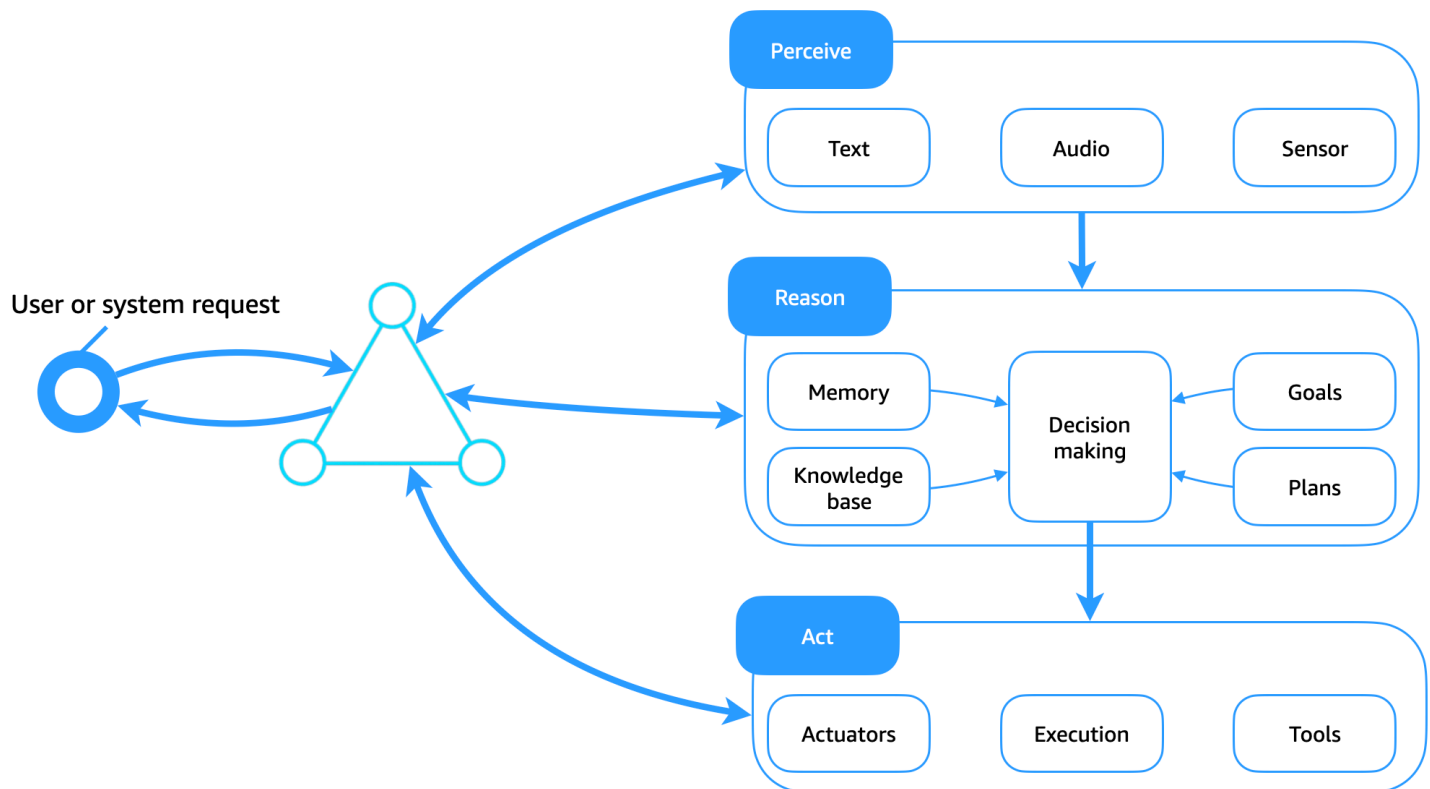 Perceive
Text
Audio
Sensor
User or system request
Reason
Memory
Goals
Decision
making
Knowledge
base
Plans
Act
Actuators
Execution
Tools